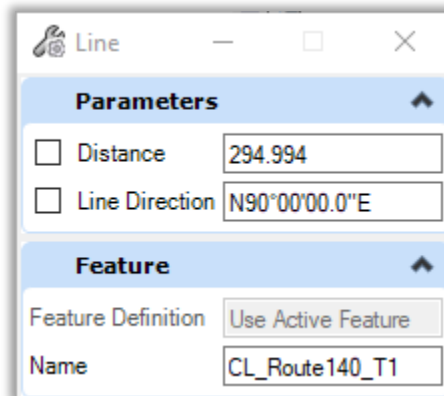 Line
Parameters
Distance 294.994
Line Direction N90°00'00.0"E
Feature
Feature Definition Use Active Feature
Name CL_Route140_T1